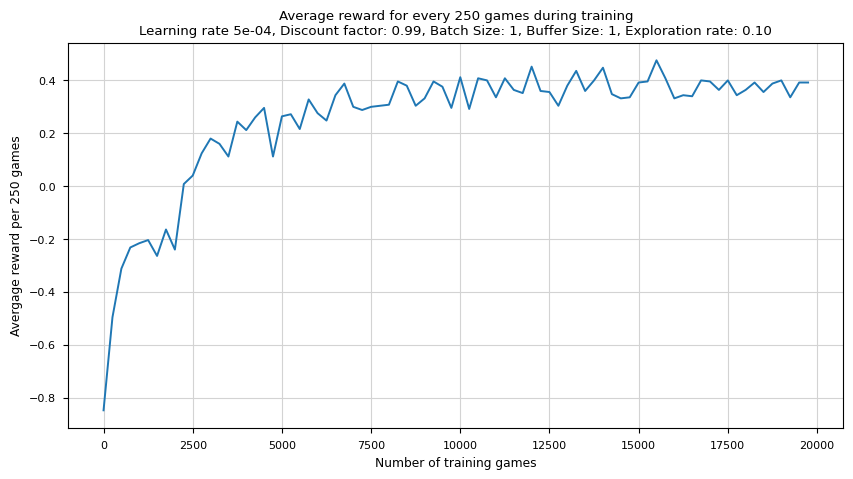 Average reward for every 250 games during training
Learning rate 5e-04, Discount factor: 0.99, Batch Size: 1, Buffer Size: 1, Exploration rate: 0.10
Avergage reward per 250 games
0.4
0.2
0.0
−0.2
−0.4
−0.6
−0.8
0 2500 5000 7500 10000 12500 15000 17500 20000
Number of training games